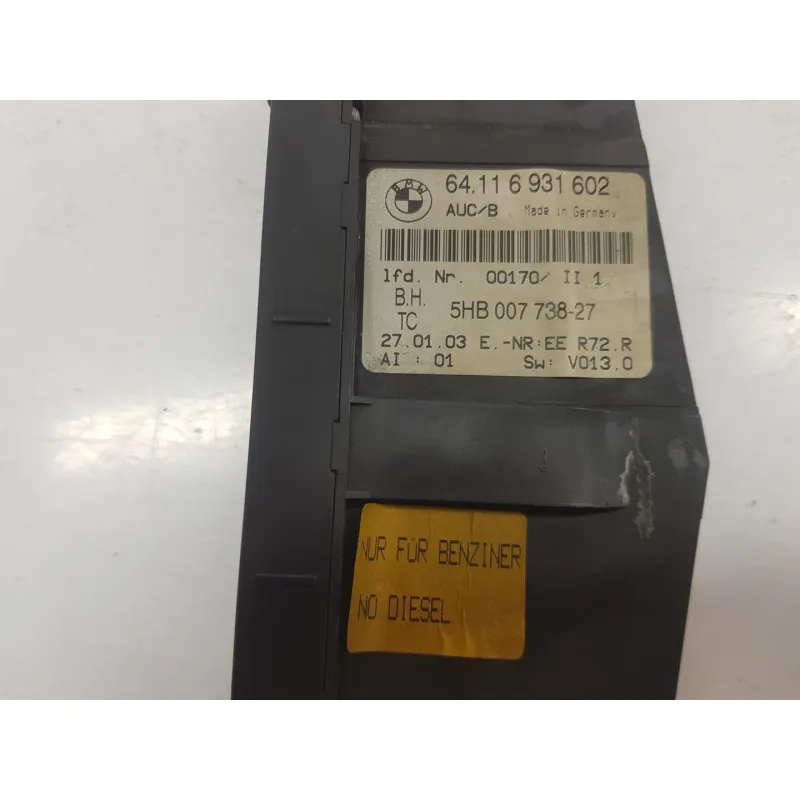 BMW
64.11 6 931 602
AUC/B Made in Germany
lfd. Nr. 00170/ II 1
B.H.
TC 5HB 007 738-27
27.01.03 E.-NR:EE R72.R
AI : 01 Sw: V013.0
NUR FÜR BENZINER
NO DIESEL